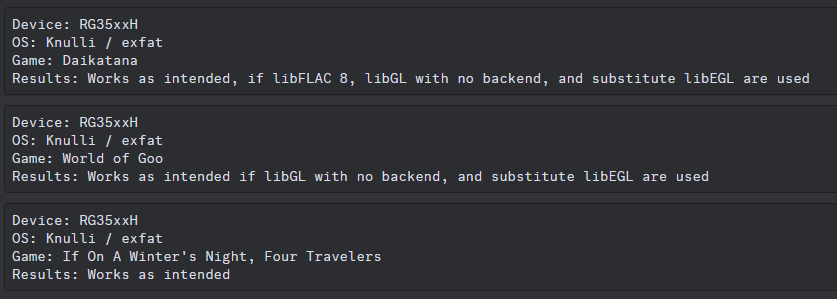 Device: RG35xxH
OS: Knulli / exfat
Game: Daikatana
Results: Works as intended, if libFLAC 8, libGL with no backend, and substitute libEGL are used
Device: RG35xxH
OS: Knulli / exfat
Game: World of Goo
Results: Works as intended if libGL with no backend, and substitute libEGL are used
Device: RG35xxH
OS: Knulli / exfat
Game: If On A Winter's Night, Four Travelers
Results: Works as intended